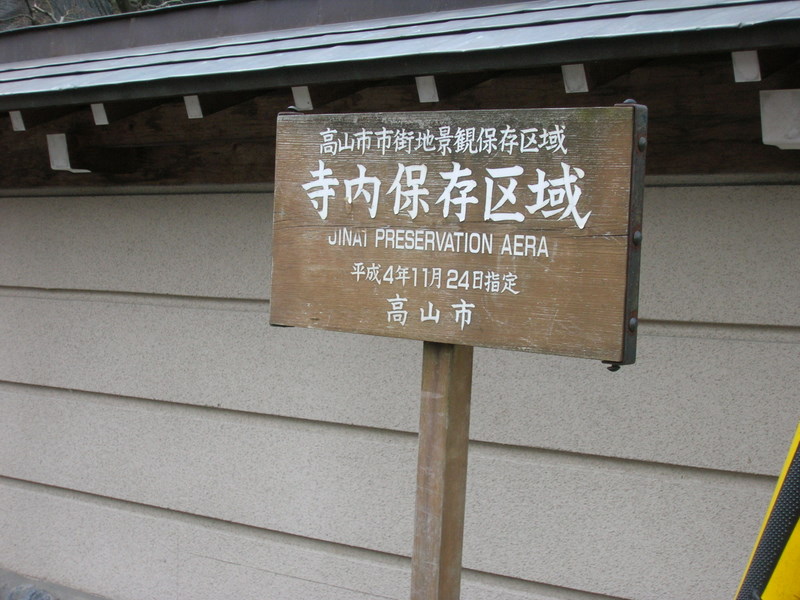 高山市市街地景観保存区域
寺内保存区域
JINAI PRESERVATION AERA
平成4年11月24日指定
高山市